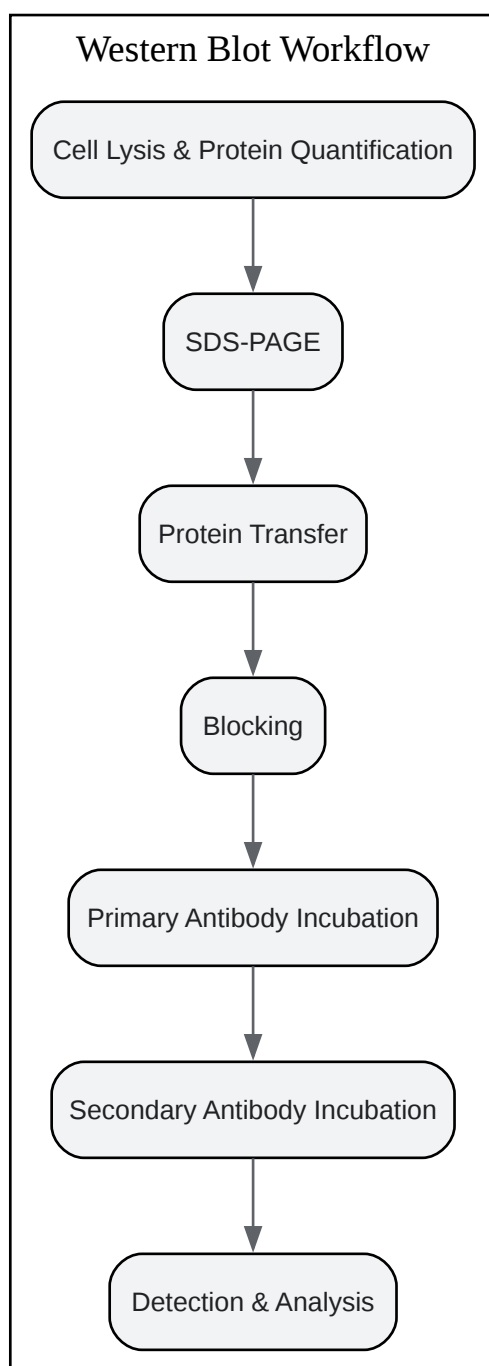 Western Blot Workflow
Cell Lysis & Protein Quantification
SDS-PAGE
Protein Transfer
Blocking
Primary Antibody Incubation
Secondary Antibody Incubation
Detection & Analysis